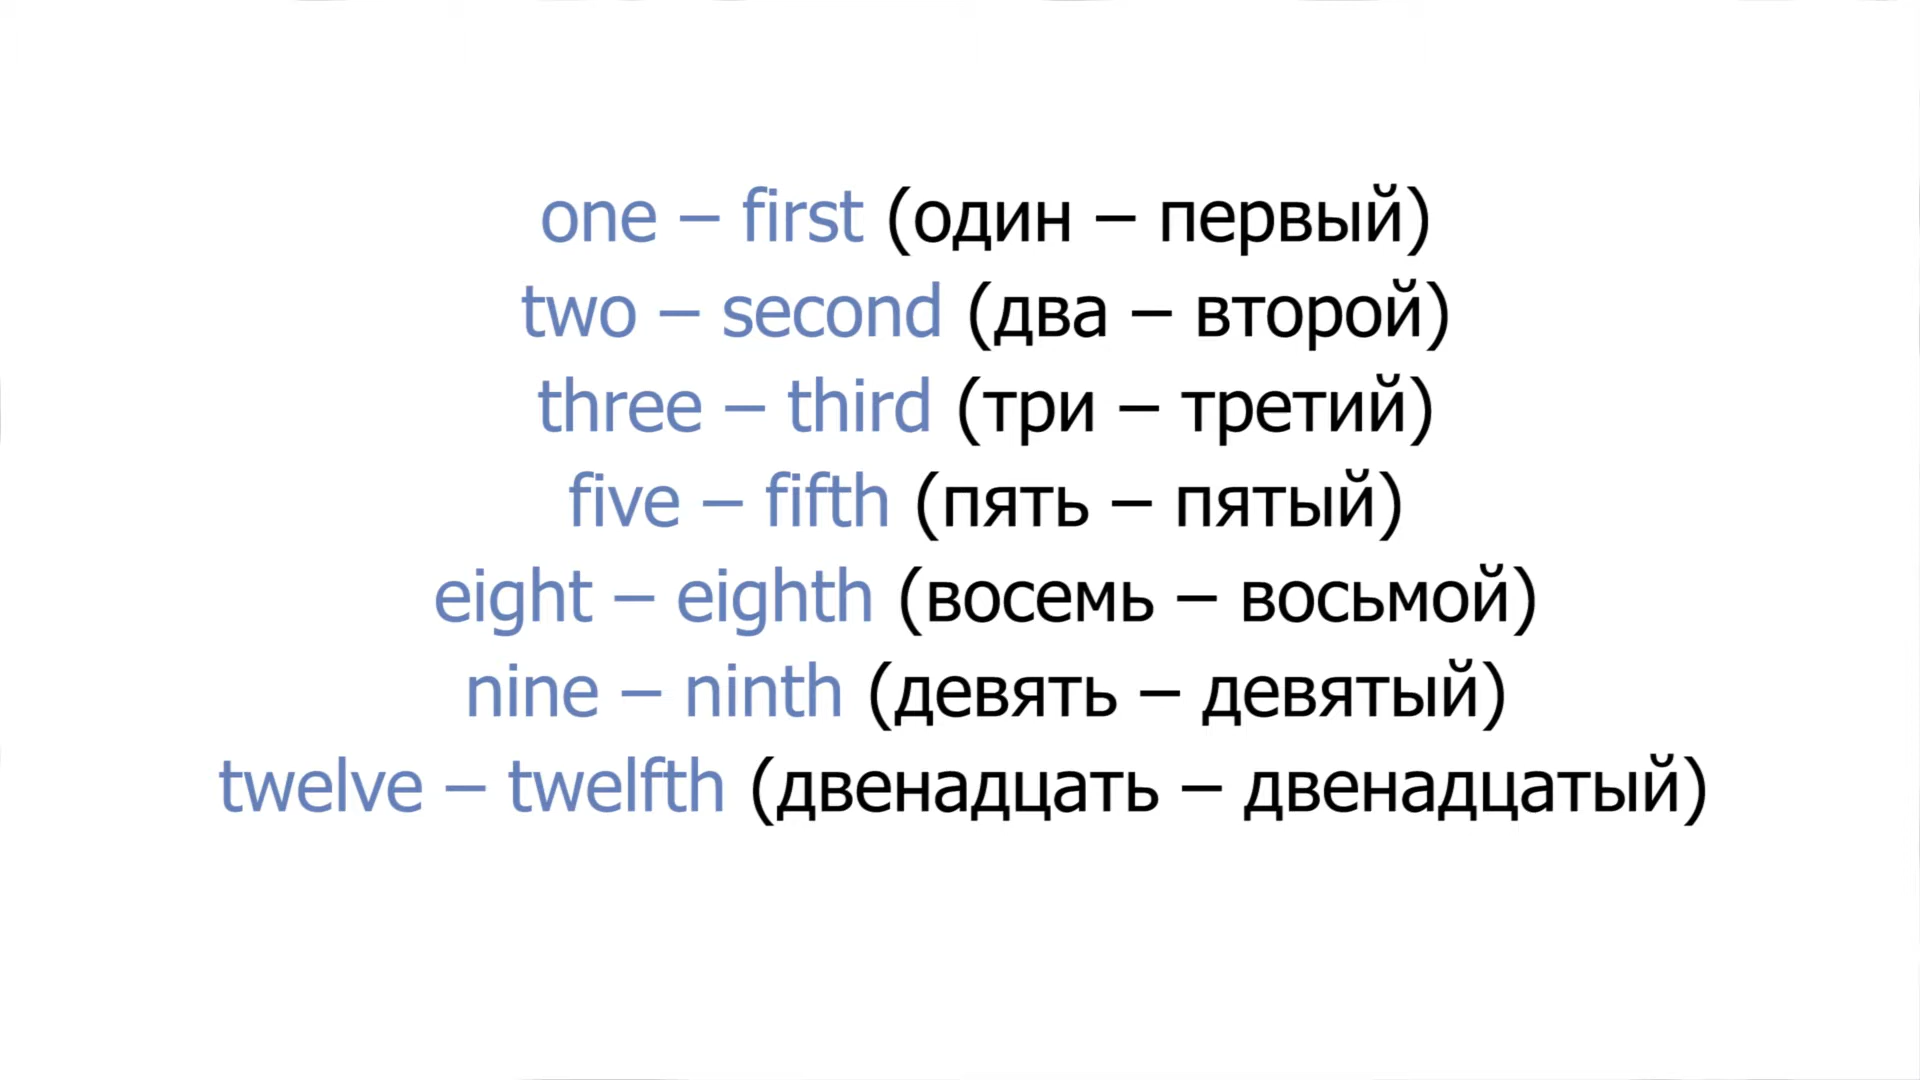 one – first (один – первый)
two – second (два – второй)
three – third (три – третий)
five – fifth (пять – пятый)
eight – eighth (восемь – восьмой)
nine – ninth (девять – девятый)
twelve – twelfth (двенадцать – двенадцатый)